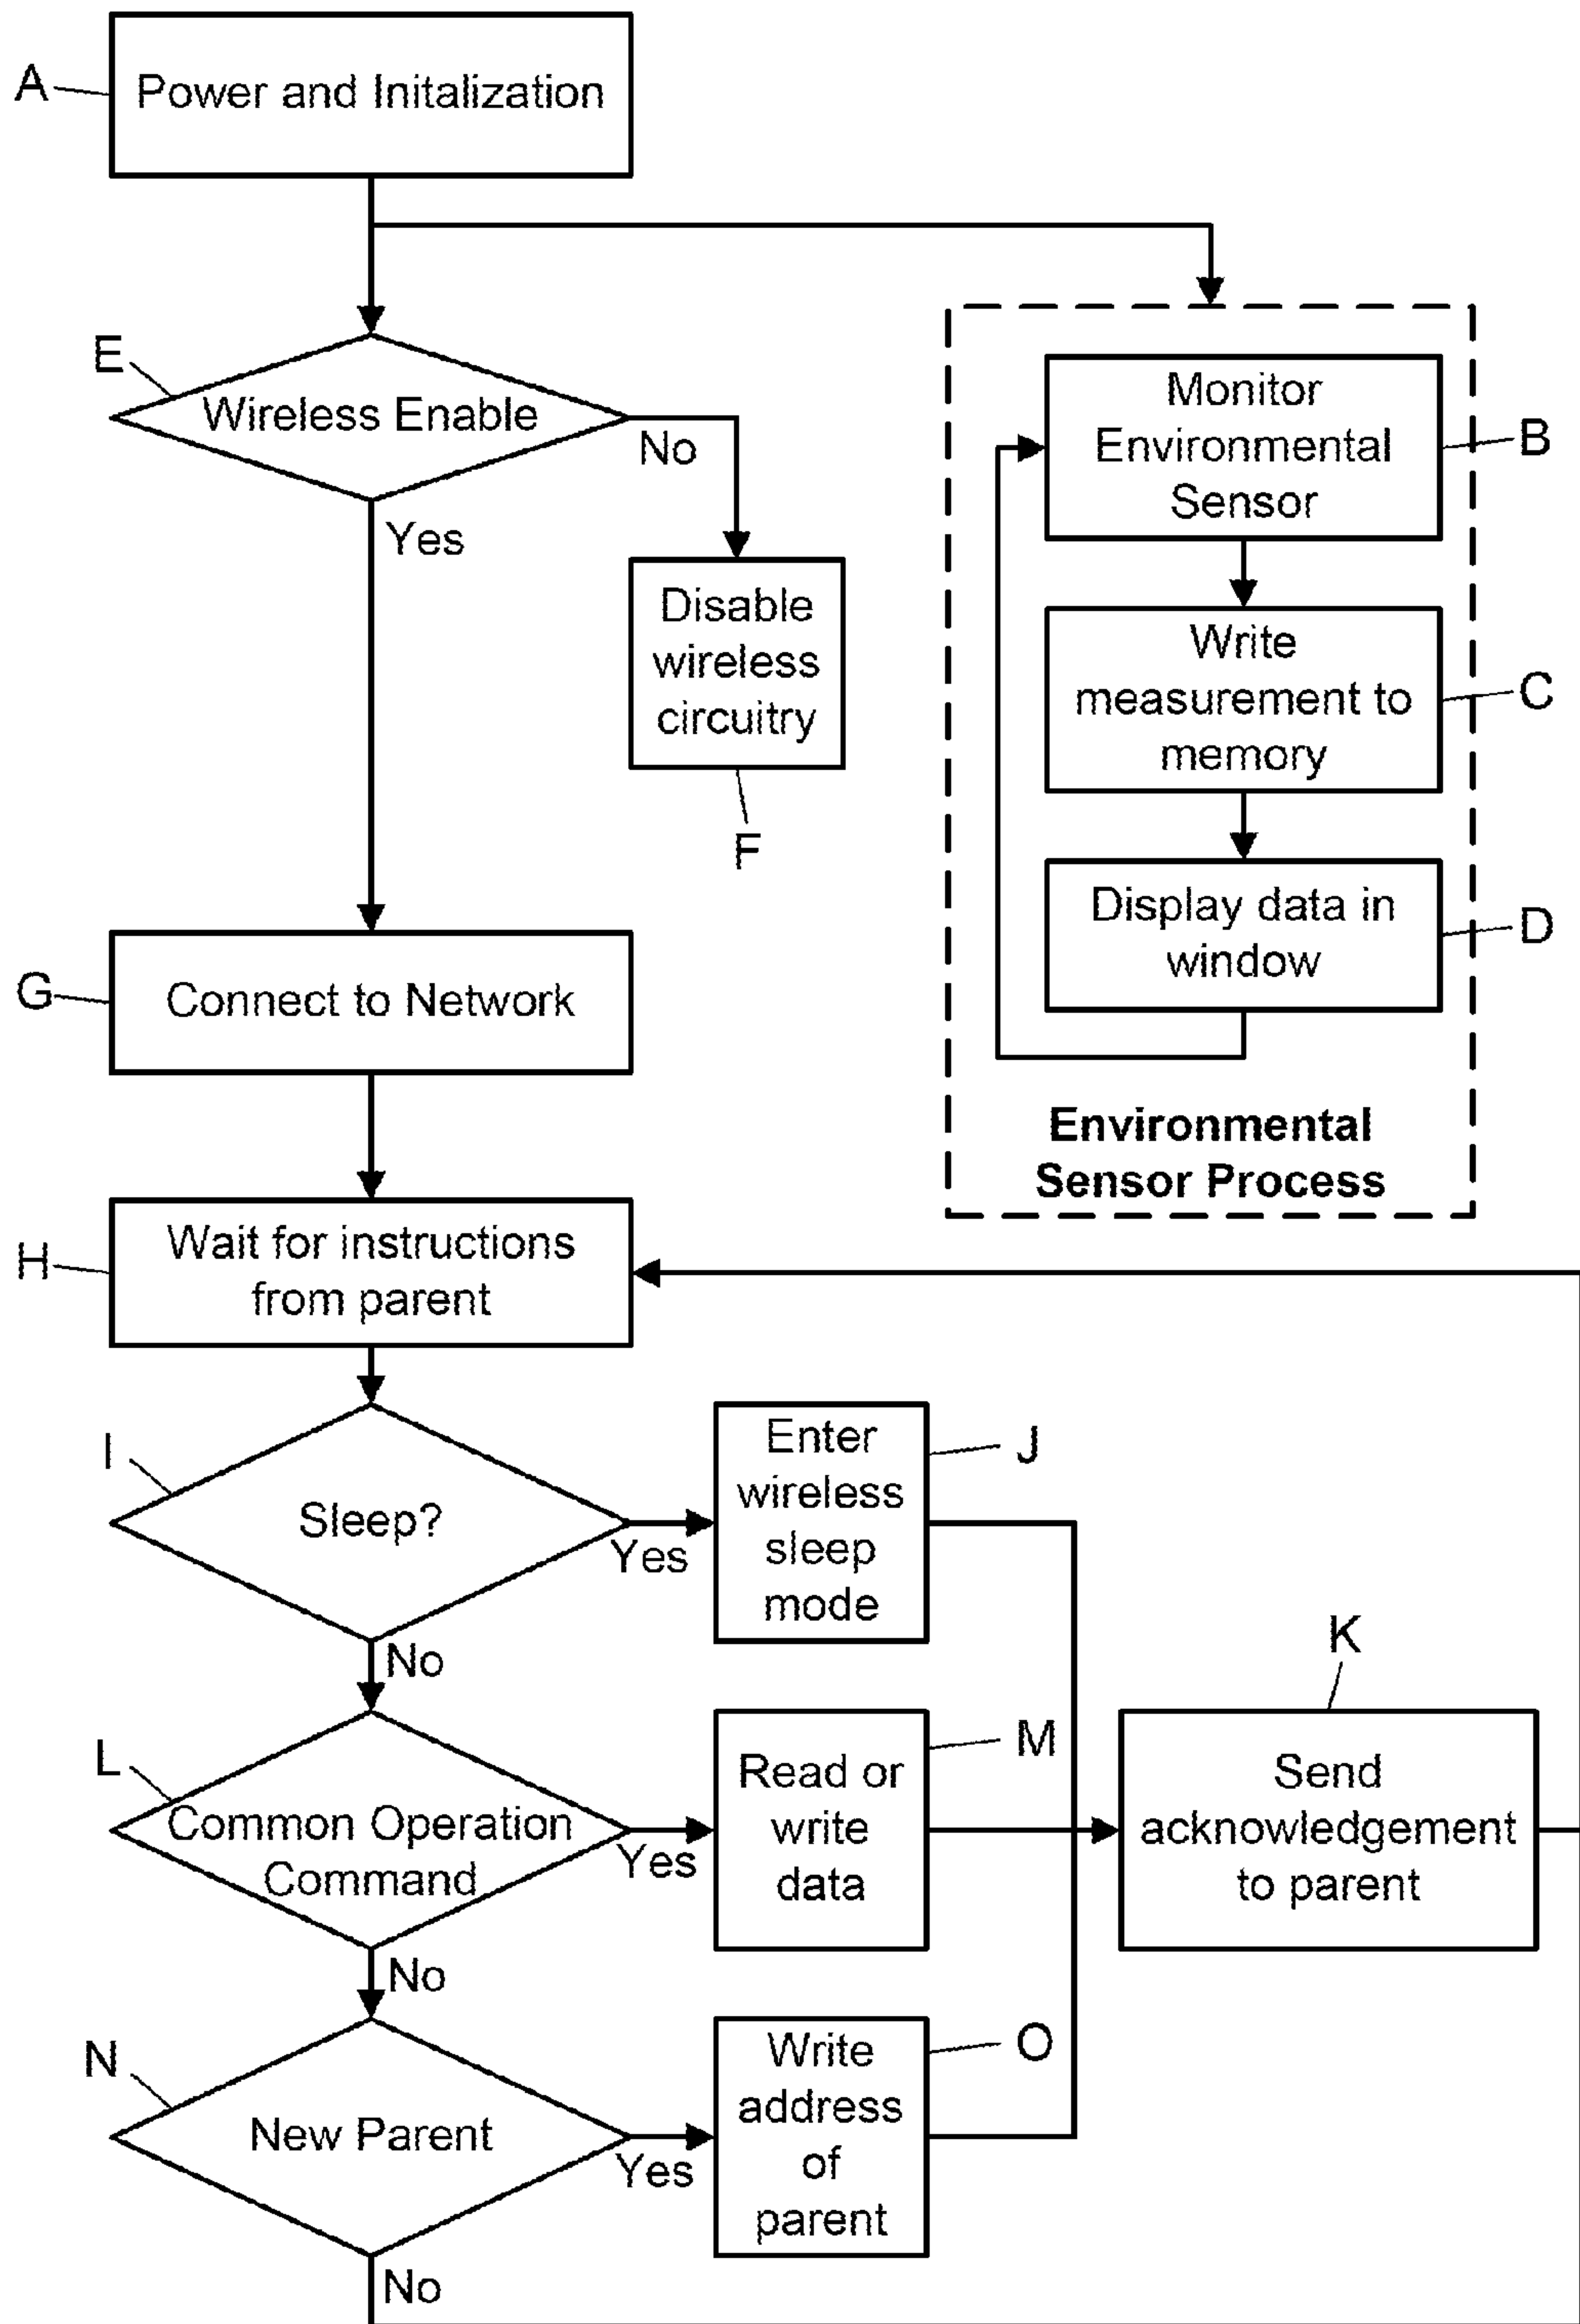 A
Power and Initalization
E
Wireless Enable
No
Yes
Disable
wireless
circuitry
F
Monitor
Environmental
Sensor
B
Write
measurement to
memory
C
Display data in
window
D
Environmental
Sensor Process
G
Connect to Network
H
Wait for instructions
from parent
I
Sleep?
Yes
No
Enter
wireless
sleep
mode
J
K
Send
acknowledgement
to parent
L
Common Operation
Command
Yes
No
Read or
write
data
M
N
New Parent
Yes
No
Write
address
of
parent
O